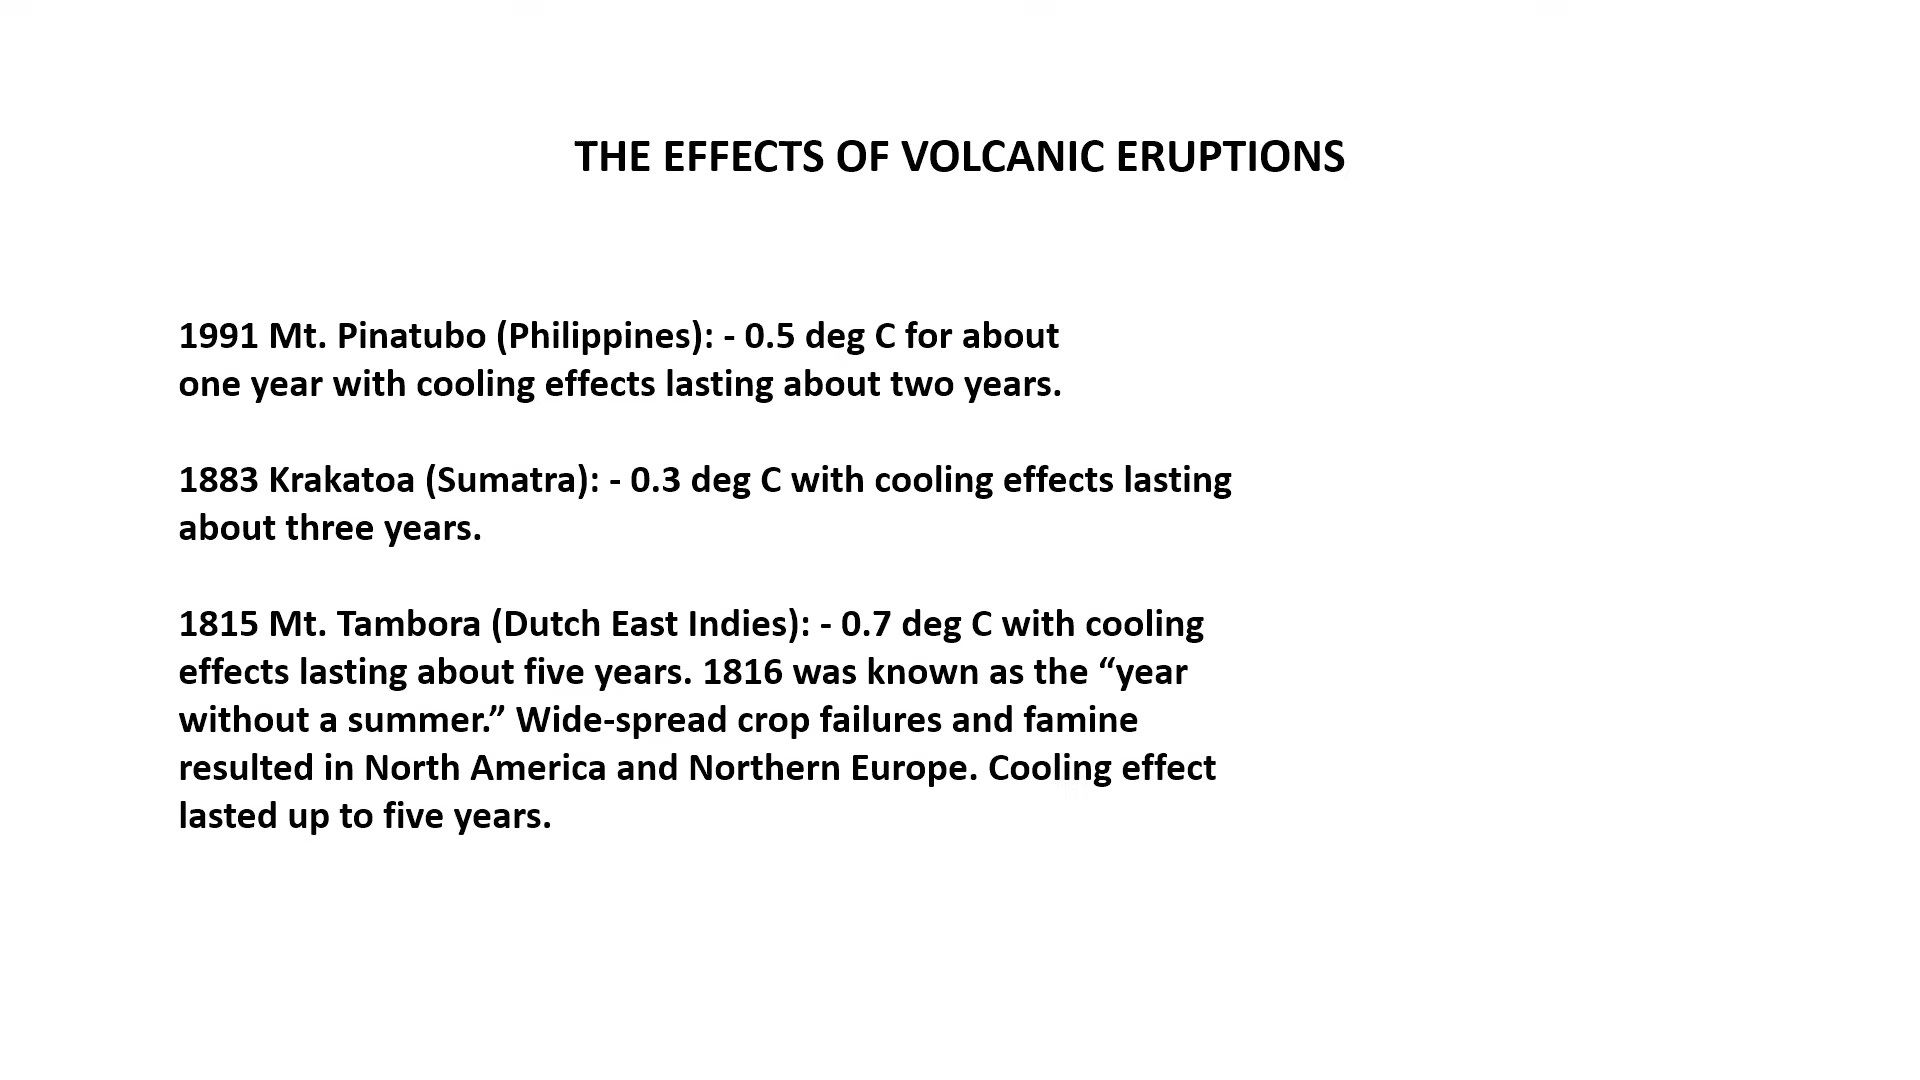 THE EFFECTS OF VOLCANIC ERUPTIONS
1991 Mt. Pinatubo (Philippines): - 0.5 deg C for about
one year with cooling effects lasting about two years.
1883 Krakatoa (Sumatra): - 0.3 deg C with cooling effects lasting
about three years.
1815 Mt. Tambora (Dutch East Indies): - 0.7 deg C with cooling
effects lasting about five years. 1816 was known as the “year
without a summer.” Wide-spread crop failures and famine
resulted in North America and Northern Europe. Cooling effect
lasted up to five years.